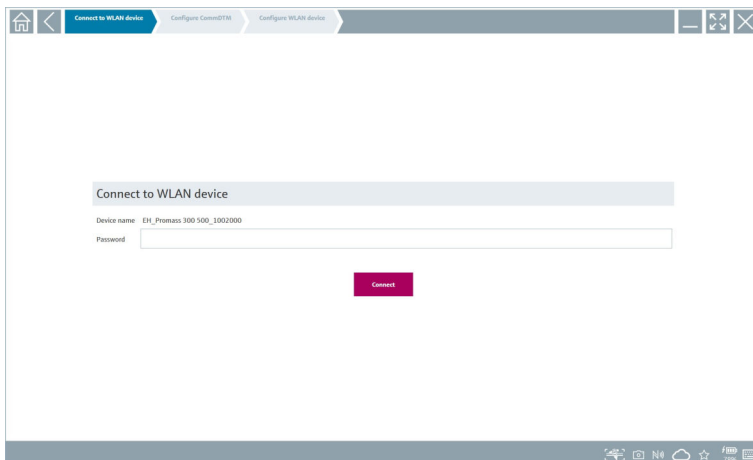 Connect to WLAN device
Configure CommDTM
Configure WLAN device
Connect to WLAN device
Device name EH_Promass 300 500_1002000
Password
Connect